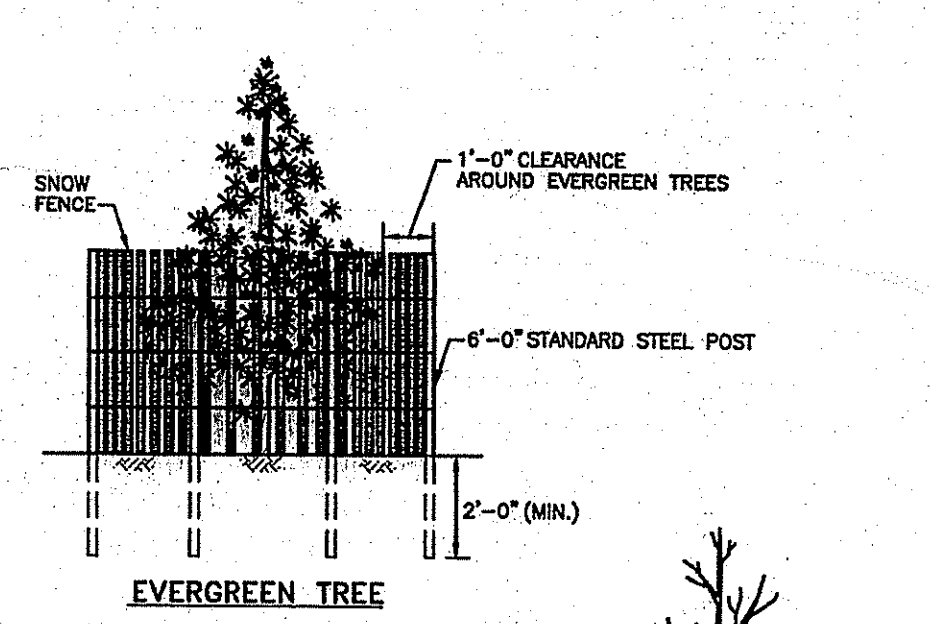 SNOW
FENCE
1'-0" CLEARANCE
AROUND EVERGREEN TREES
6'-0" STANDARD STEEL POST
2'-0" (MIN.)
EVERGREEN TREE